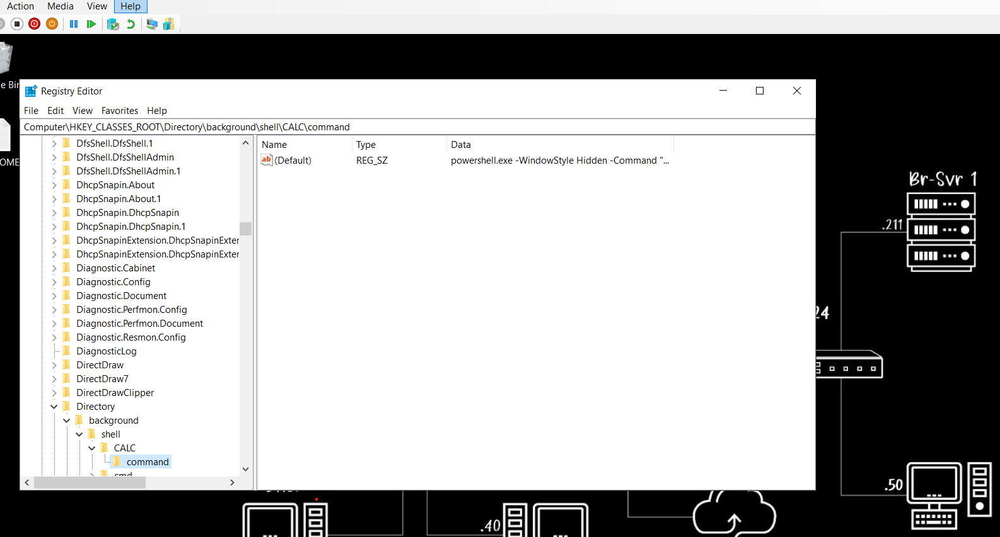 Action Media View Help
e Bin
OME
Registry Editor
File Edit View Favorites Help
Computer\HKEY_CLASSES_ROOT\Directory\background\shell\CALC\command
DfsShell.DfsShell.1
DfsShell.DfsShellAdmin
DfsShell.DfsShellAdmin.1
DhcpSnapin.About
DhcpSnapin.About.1
DhcpSnapin.DhcpSnapin
DhcpSnapin.DhcpSnapin.1
DhcpSnapinExtension.DhcpSnapinExter
DhcpSnapinExtension.DhcpSnapinExter
Diagnostic.Cabinet
Diagnostic.Config
Diagnostic.Document
Diagnostic.Perfmon.Config
Diagnostic.Perfmon.Document
Diagnostic.Resmon.Config
DiagnosticLog
DirectDraw
DirectDraw7
DirectDrawClipper
Directory
background
shell
CALC
command
cmd
Name Type Data
(Default) REG_SZ powershell.exe -WindowStyle Hidden -Command "...
Br-Svr 1
.211
24
.50
.40